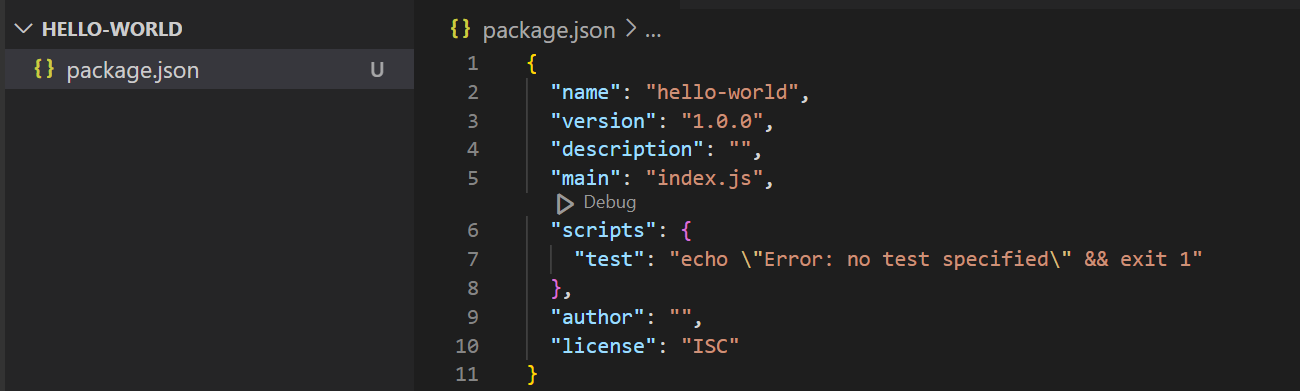 HELLO-WORLD
{} package.json U
{} package.json > ...
1 {
2 "name": "hello-world",
3 "version": "1.0.0",
4 "description": "",
5 "main": "index.js",
Debug
6 "scripts": {
7 "test": "echo \"Error: no test specified\" && exit 1"
8 },
9 "author": "",
10 "license": "ISC"
11 }